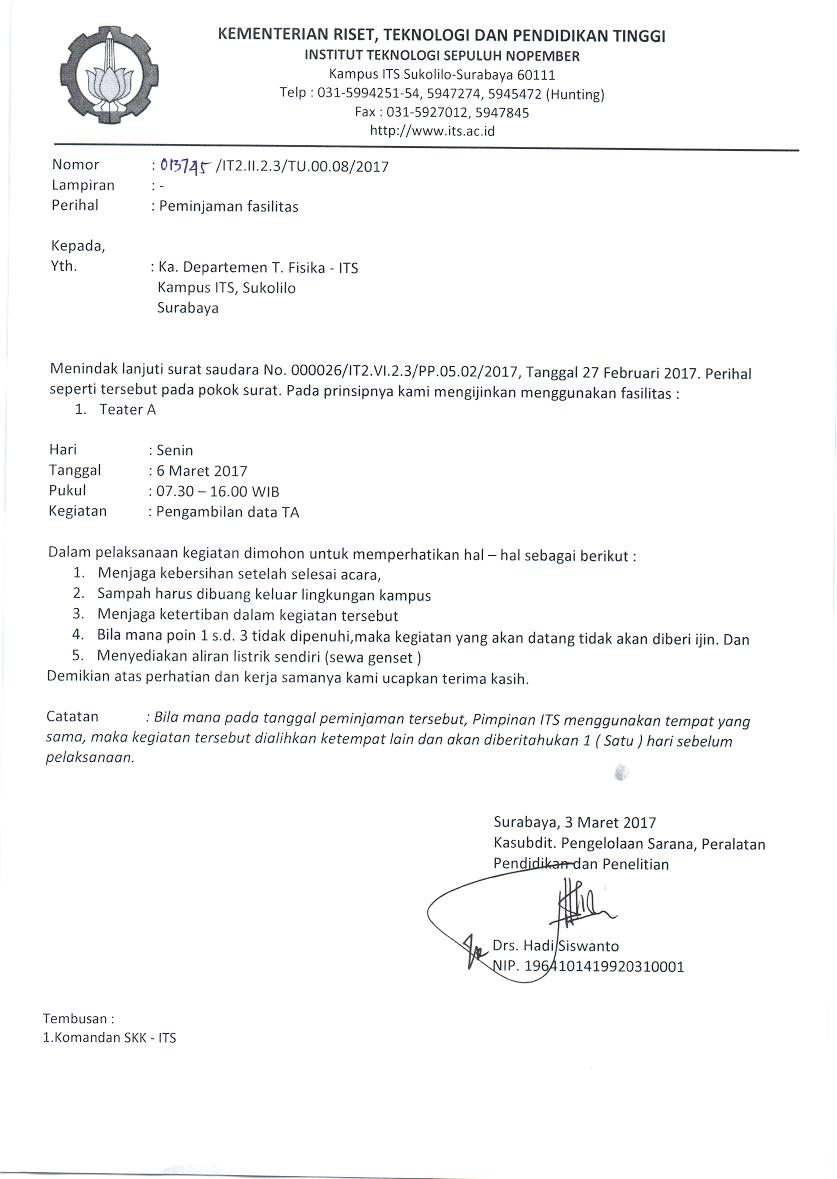 KEMENTERIAN RISET, TEKNOLOGI DAN PENDIDIKAN TINGGI
INSTITUT TEKNOLOGI SEPULUH NOPEMBER
Kampus ITS Sukolilo-Surabaya 60111
Telp : 031-5994251-54, 5947274, 5945472 (Hunting)
Fax : 031-5927012, 5947845
http://www.its.ac.id
Nomor : 013745 /IT2.II.2.3/TU.00.08/2017
Lampiran : -
Perihal : Peminjaman fasilitas
Kepada,
Yth. : Ka. Departemen T. Fisika - ITS
Kampus ITS, Sukolilo
Surabaya
Menindak lanjuti surat saudara No. 000026/IT2.VI.2.3/PP.05.02/2017, Tanggal 27 Februari 2017. Perihal
seperti tersebut pada pokok surat. Pada prinsipnya kami mengijinkan menggunakan fasilitas :
1. Teater A
Hari : Senin
Tanggal : 6 Maret 2017
Pukul : 07.30 – 16.00 WIB
Kegiatan : Pengambilan data TA
Dalam pelaksanaan kegiatan dimohon untuk memperhatikan hal – hal sebagai berikut :
1. Menjaga kebersihan setelah selesai acara,
2. Sampah harus dibuang keluar lingkungan kampus
3. Menjaga ketertiban dalam kegiatan tersebut
4. Bila mana poin 1 s.d. 3 tidak dipenuhi,maka kegiatan yang akan datang tidak akan diberi ijin. Dan
5. Menyediakan aliran listrik sendiri (sewa genset )
Demikian atas perhatian dan kerja samanya kami ucapkan terima kasih.
Catatan : Bila mana pada tanggal peminjaman tersebut, Pimpinan ITS menggunakan tempat yang
sama, maka kegiatan tersebut dialihkan ketempat lain dan akan diberitahukan 1 ( Satu ) hari sebelum
pelaksanaan.
Surabaya, 3 Maret 2017
Kasubdit. Pengelolaan Sarana, Peralatan
Pendidikan dan Penelitian
Drs. Hadi Siswanto
NIP. 1964101419920310001
Tembusan :
1.Komandan SKK - ITS